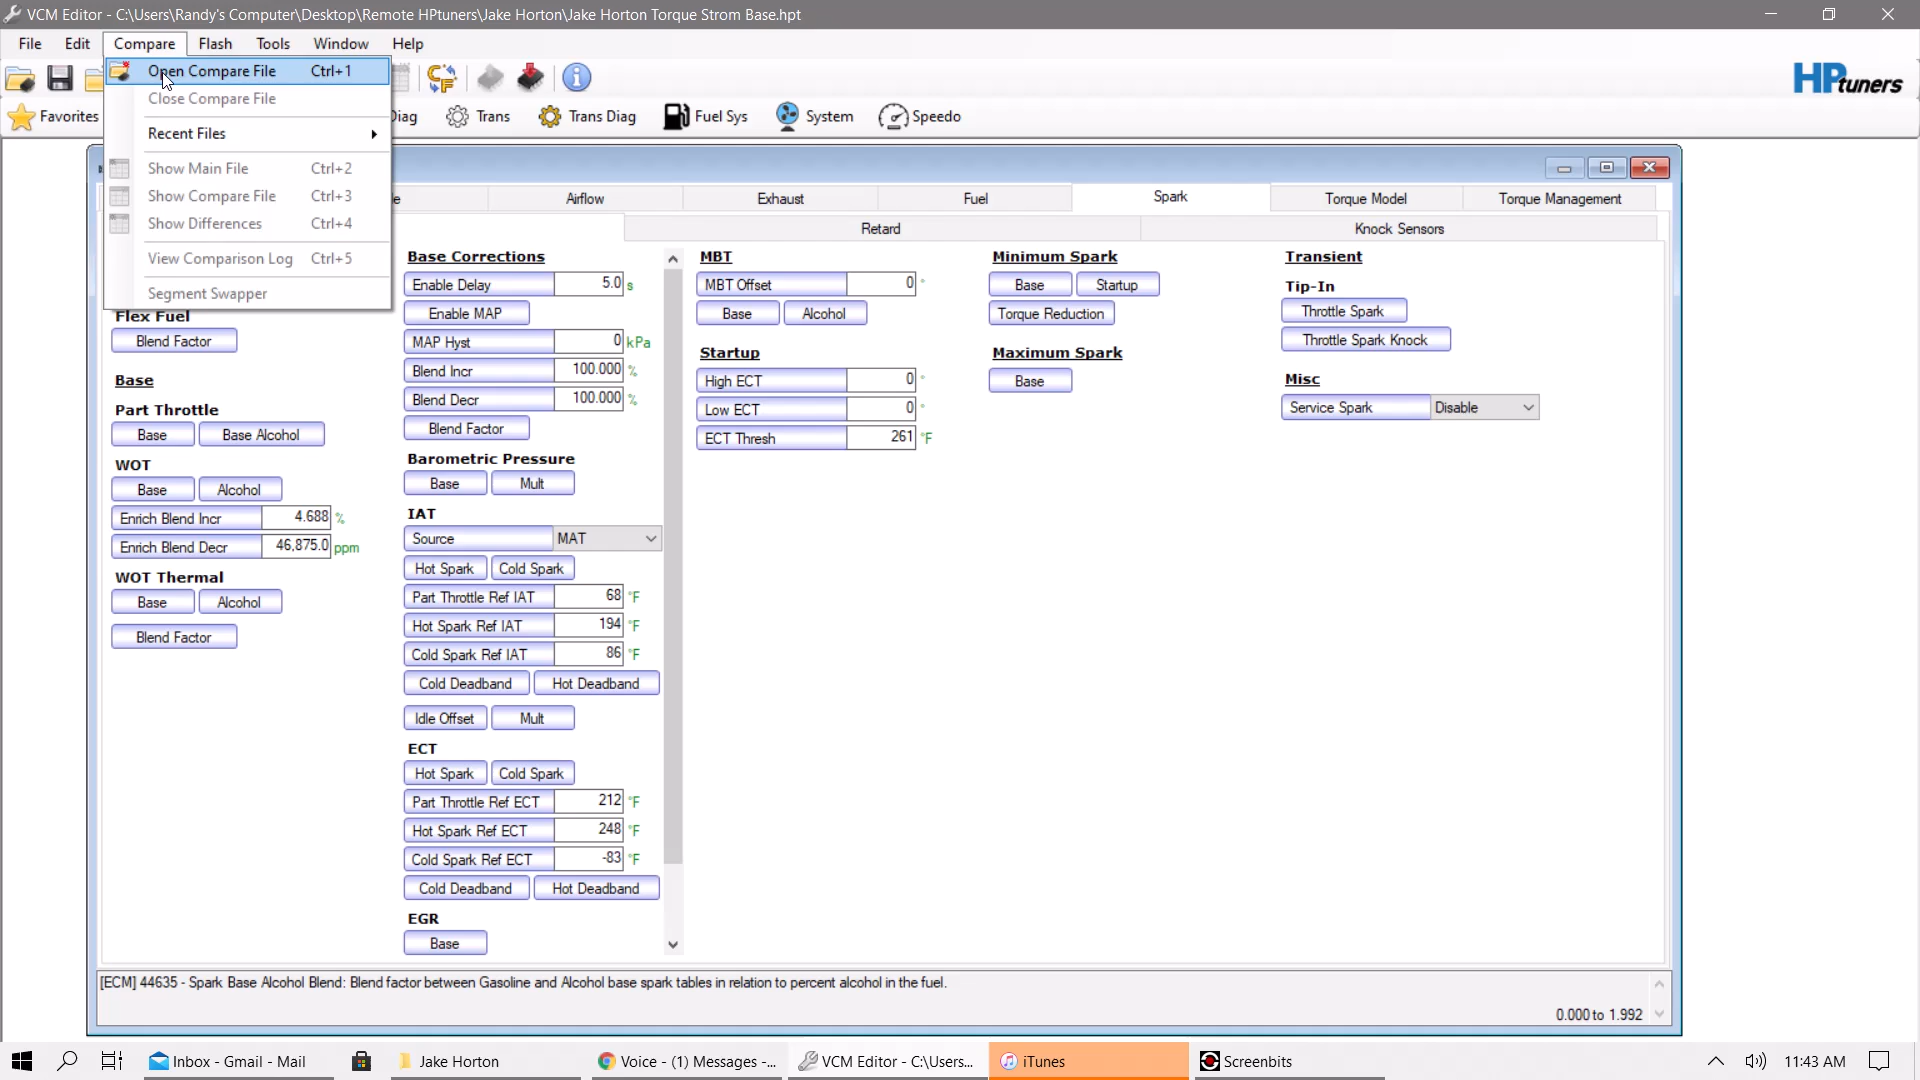 VCM Editor - C:\Users\Randy's Computer\Desktop\Remote HPtuners\Jake Horton\Jake Horton Torque Strom Base.hpt
File Edit Compare Flash Tools Window Help
Open Compare File Ctrl+1
Close Compare File
Recent Files
Show Main File Ctrl+2
Show Compare File Ctrl+3
Show Differences Ctrl+4
View Comparison Log Ctrl+5
Segment Swapper
HPtuners
Favorites Diag Trans Trans Diag Fuel Sys System Speedo
le Airflow Exhaust Fuel Spark Torque Model Torque Management
Retard Knock Sensors
Flex Fuel
Blend Factor
Base
Part Throttle
Base Base Alcohol
WOT
Base Alcohol
Enrich Blend Incr 4.688 %
Enrich Blend Decr 46,875.0 ppm
WOT Thermal
Base Alcohol
Blend Factor
Base Corrections
Enable Delay 5.0 s
Enable MAP
MAP Hyst 0 kPa
Blend Incr 100.000 %
Blend Decr 100.000 %
Blend Factor
Barometric Pressure
Base Mult
IAT
Source MAT
Hot Spark Cold Spark
Part Throttle Ref IAT 68 °F
Hot Spark Ref IAT 194 °F
Cold Spark Ref IAT 86 °F
Cold Deadband Hot Deadband
Idle Offset Mult
ECT
Hot Spark Cold Spark
Part Throttle Ref ECT 212 °F
Hot Spark Ref ECT 248 °F
Cold Spark Ref ECT -83 °F
Cold Deadband Hot Deadband
EGR
Base
MBT
MBT Offset 0 °
Base Alcohol
Startup
High ECT 0 °
Low ECT 0 °
ECT Thresh 261 °F
Minimum Spark
Base Startup
Torque Reduction
Maximum Spark
Base
Transient
Tip-In
Throttle Spark
Throttle Spark Knock
Misc
Service Spark Disable
[ECM] 44635 - Spark Base Alcohol Blend: Blend factor between Gasoline and Alcohol base spark tables in relation to percent alcohol in the fuel.
0.000 to 1.992
Inbox - Gmail - Mail Jake Horton Voice - (1) Messages -... VCM Editor - C:\Users... iTunes Screenbits 11:43 AM